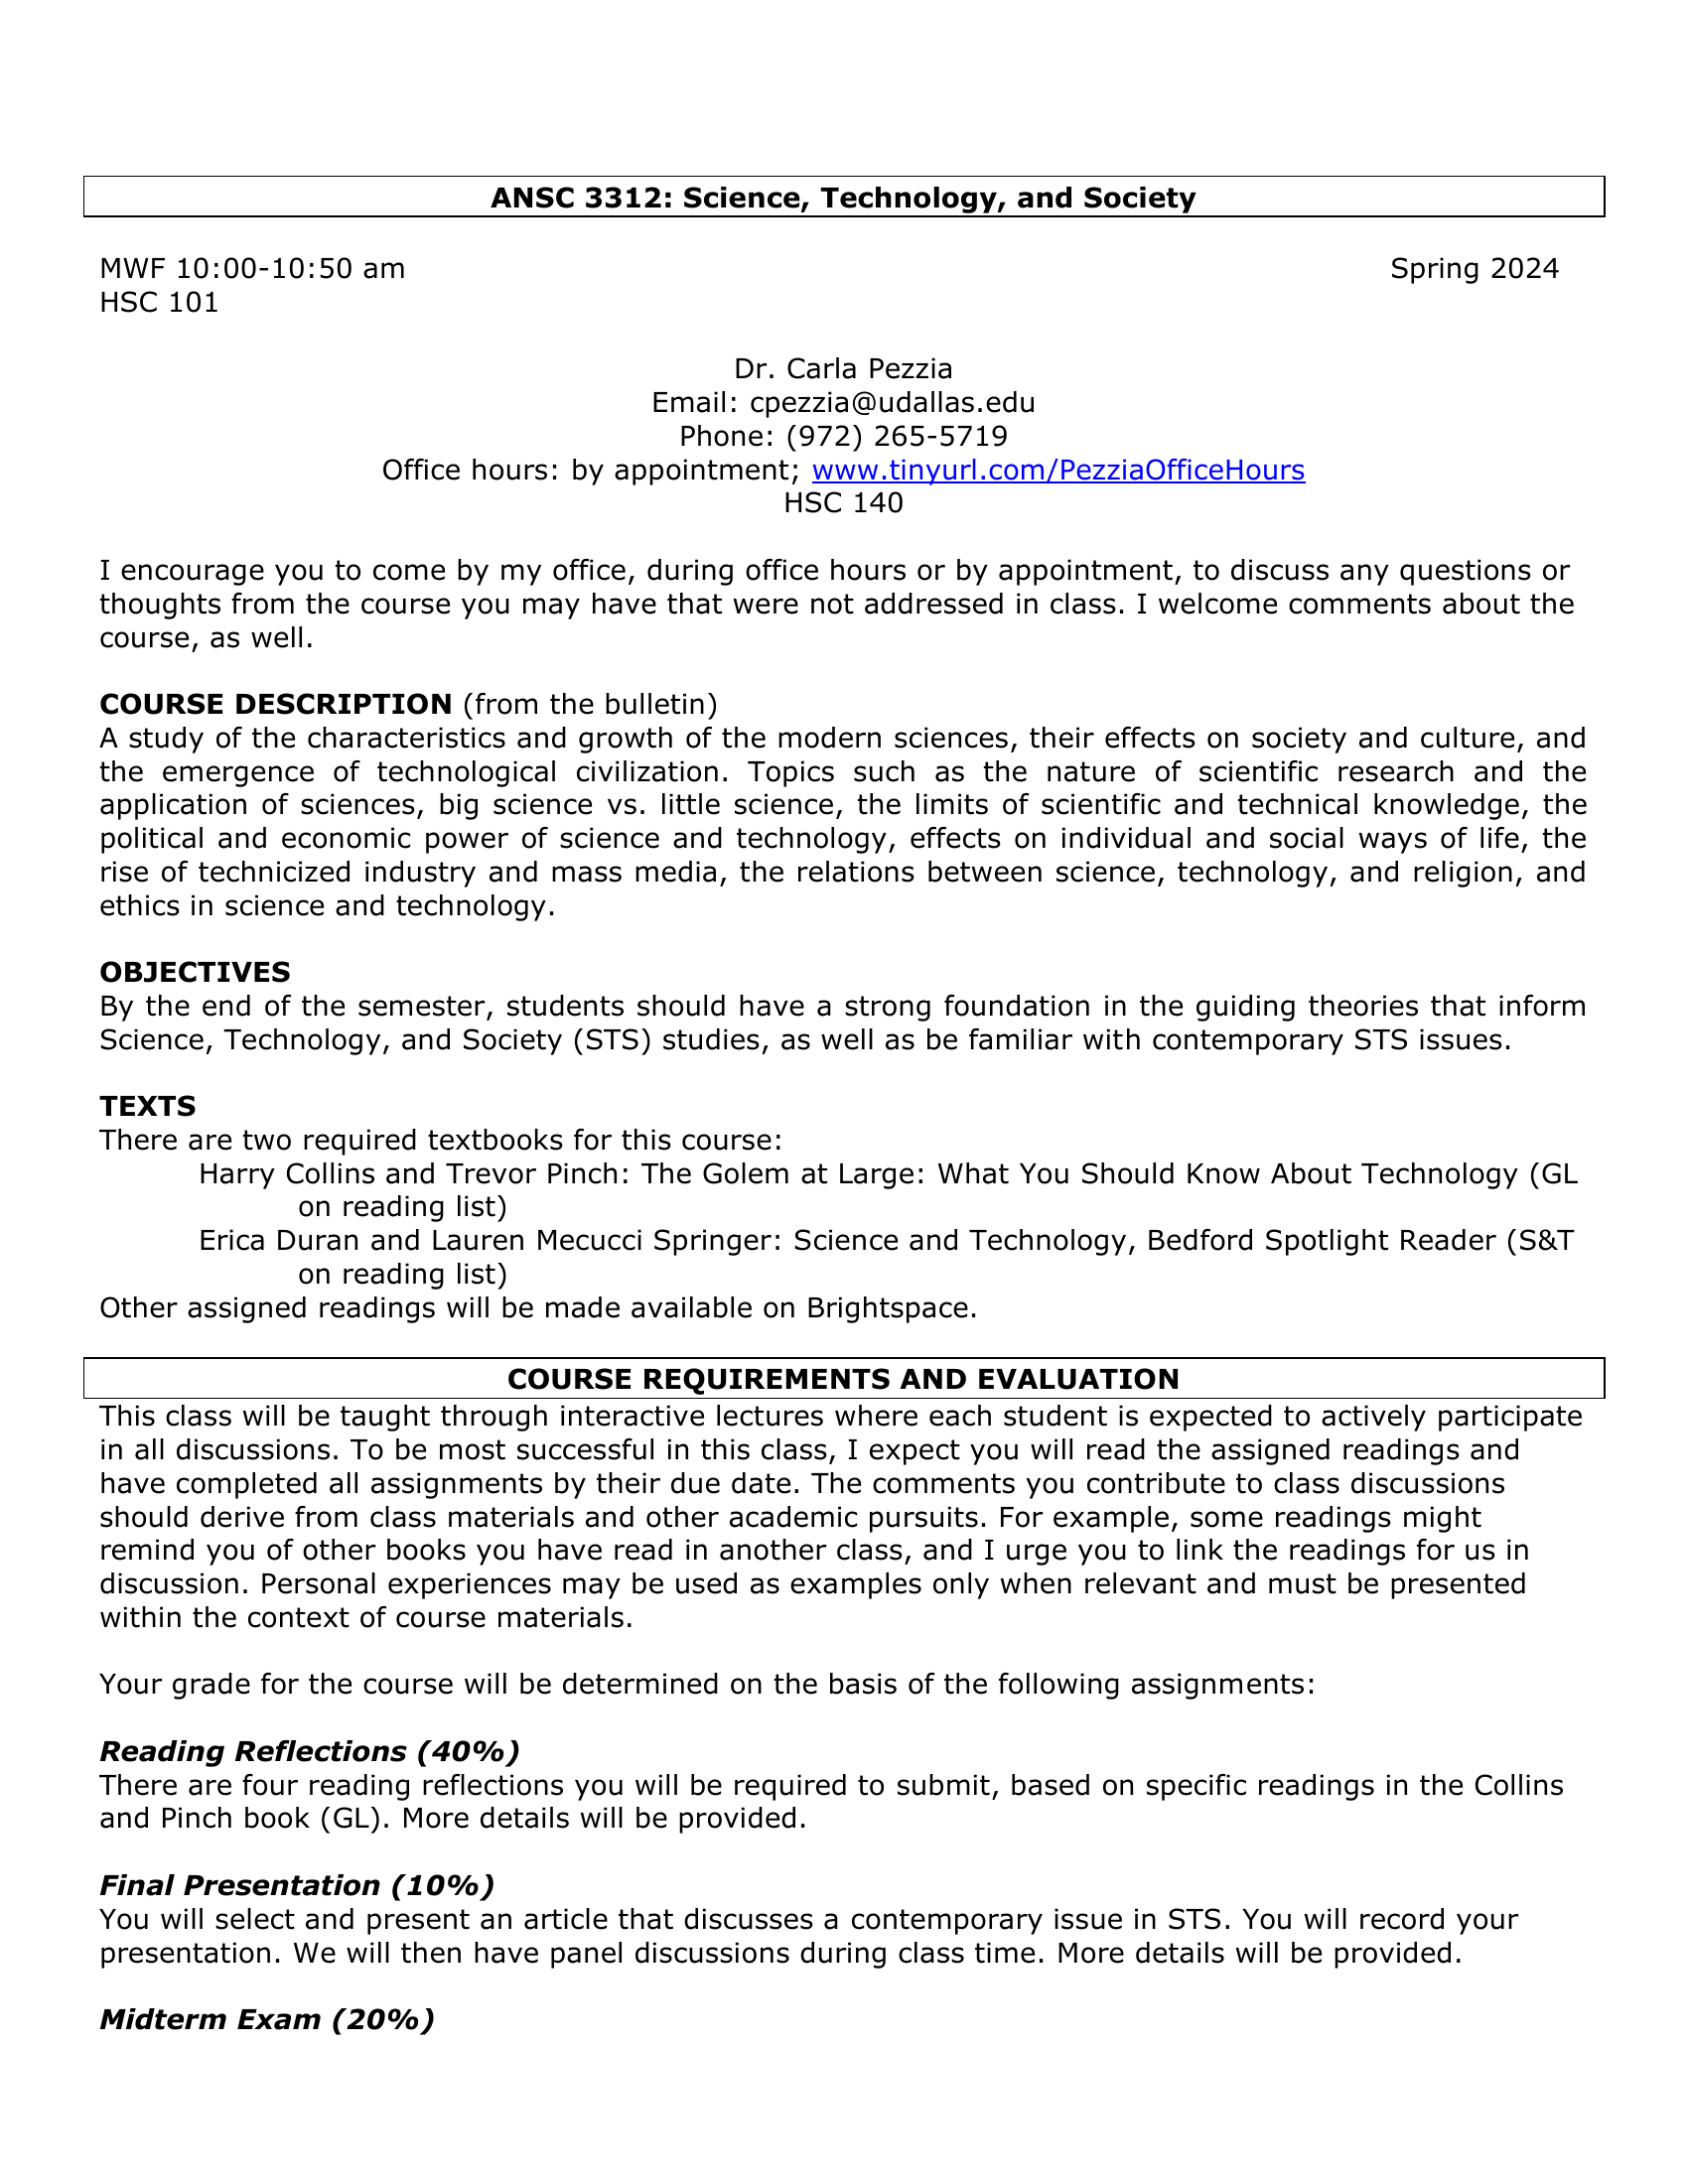 ANSC 3312: Science, Technology, and Society
MWF 10:00-10:50 am Spring 2024
HSC 101
Dr. Carla Pezzia
Email: cpezzia@udallas.edu
Phone: (972) 265-5719
Office hours: by appointment; www.tinyurl.com/PezziaOfficeHours
HSC 140
I encourage you to come by my office, during office hours or by appointment, to discuss any questions or
thoughts from the course you may have that were not addressed in class. I welcome comments about the
course, as well.
COURSE DESCRIPTION (from the bulletin)
A study of the characteristics and growth of the modern sciences, their effects on society and culture, and
the emergence of technological civilization. Topics such as the nature of scientific research and the
application of sciences, big science vs. little science, the limits of scientific and technical knowledge, the
political and economic power of science and technology, effects on individual and social ways of life, the
rise of technicized industry and mass media, the relations between science, technology, and religion, and
ethics in science and technology.
OBJECTIVES
By the end of the semester, students should have a strong foundation in the guiding theories that inform
Science, Technology, and Society (STS) studies, as well as be familiar with contemporary STS issues.
TEXTS
There are two required textbooks for this course:
Harry Collins and Trevor Pinch: The Golem at Large: What You Should Know About Technology (GL
on reading list)
Erica Duran and Lauren Mecucci Springer: Science and Technology, Bedford Spotlight Reader (S&T
on reading list)
Other assigned readings will be made available on Brightspace.
COURSE REQUIREMENTS AND EVALUATION
This class will be taught through interactive lectures where each student is expected to actively participate
in all discussions. To be most successful in this class, I expect you will read the assigned readings and
have completed all assignments by their due date. The comments you contribute to class discussions
should derive from class materials and other academic pursuits. For example, some readings might
remind you of other books you have read in another class, and I urge you to link the readings for us in
discussion. Personal experiences may be used as examples only when relevant and must be presented
within the context of course materials.
Your grade for the course will be determined on the basis of the following assignments:
Reading Reflections (40%)
There are four reading reflections you will be required to submit, based on specific readings in the Collins
and Pinch book (GL). More details will be provided.
Final Presentation (10%)
You will select and present an article that discusses a contemporary issue in STS. You will record your
presentation. We will then have panel discussions during class time. More details will be provided.
Midterm Exam (20%)